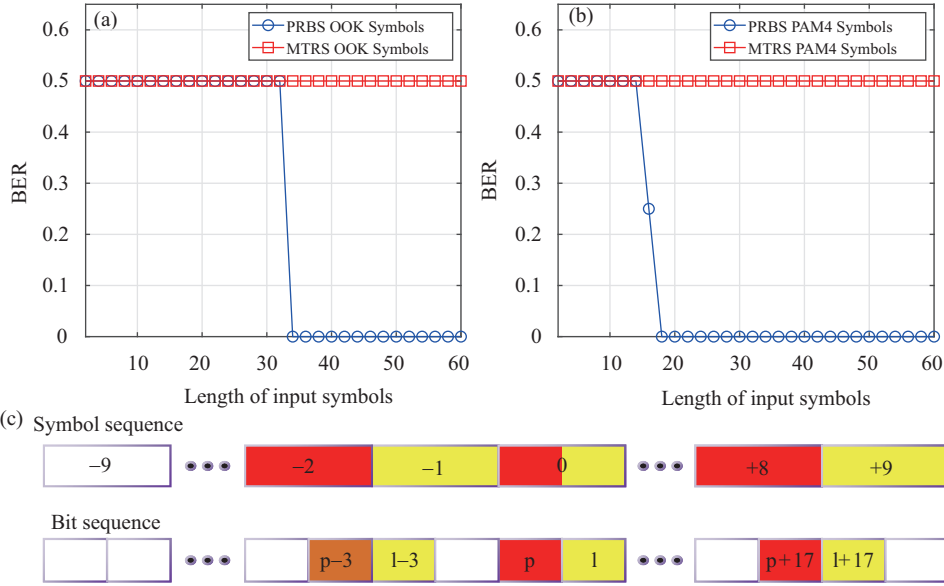 (a)
PRBS OOK Symbols
MTRS OOK Symbols
0.6
0.5
0.4
0.3
0.2
0.1
0
BER
10 20 30 40 50 60
Length of input symbols
(b)
PRBS PAM4 Symbols
MTRS PAM4 Symbols
0.6
0.5
0.4
0.3
0.2
0.1
0
BER
10 20 30 40 50 60
Length of input symbols
(c)
Symbol sequence
−9 −2 −1 0 +8 +9
Bit sequence
p−3 l−3 p l p+17 l+17